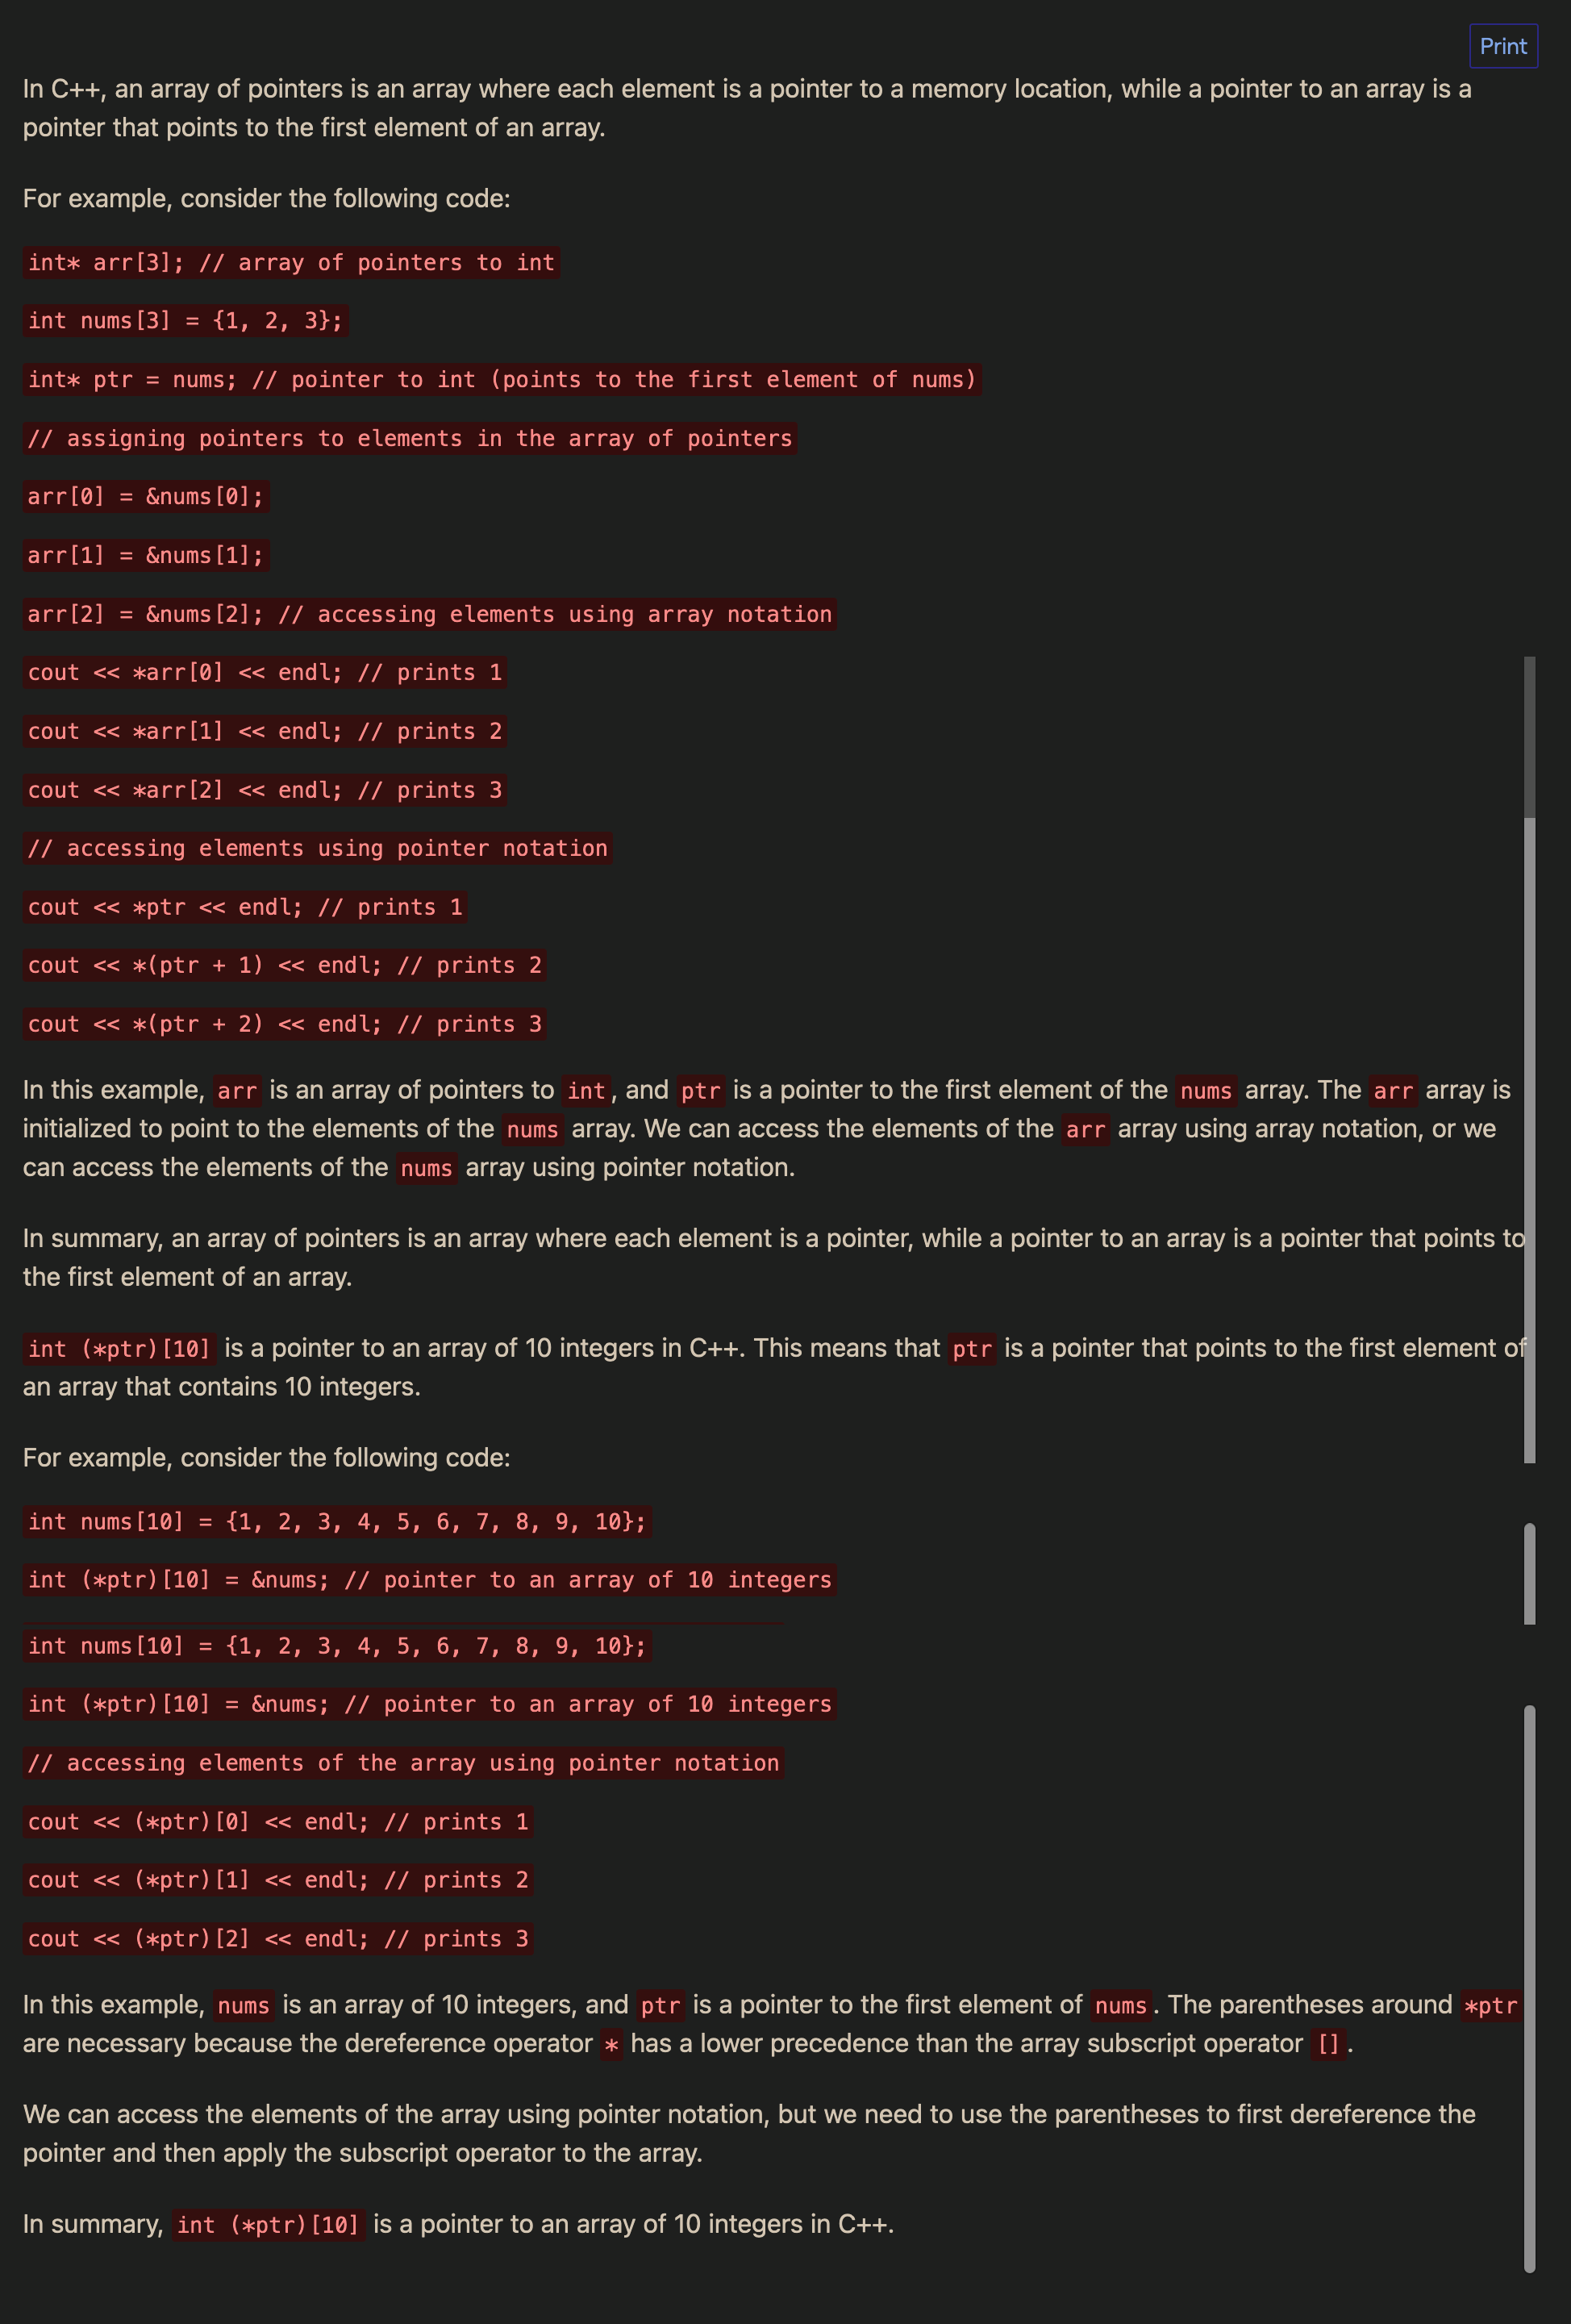 Print
In C++, an array of pointers is an array where each element is a pointer to a memory location, while a pointer to an array is a
pointer that points to the first element of an array.
For example, consider the following code:
int* arr[3]; // array of pointers to int
int nums[3] = {1, 2, 3};
int* ptr = nums; // pointer to int (points to the first element of nums)
// assigning pointers to elements in the array of pointers
arr[0] = &nums[0];
arr[1] = &nums[1];
arr[2] = &nums[2]; // accessing elements using array notation
cout << *arr[0] << endl; // prints 1
cout << *arr[1] << endl; // prints 2
cout << *arr[2] << endl; // prints 3
// accessing elements using pointer notation
cout << *ptr << endl; // prints 1
cout << *(ptr + 1) << endl; // prints 2
cout << *(ptr + 2) << endl; // prints 3
In this example, arr is an array of pointers to int, and ptr is a pointer to the first element of the nums array. The arr array is
initialized to point to the elements of the nums array. We can access the elements of the arr array using array notation, or we
can access the elements of the nums array using pointer notation.
In summary, an array of pointers is an array where each element is a pointer, while a pointer to an array is a pointer that points to
the first element of an array.
int (*ptr)[10] is a pointer to an array of 10 integers in C++. This means that ptr is a pointer that points to the first element of
an array that contains 10 integers.
For example, consider the following code:
int nums[10] = {1, 2, 3, 4, 5, 6, 7, 8, 9, 10};
int (*ptr)[10] = &nums; // pointer to an array of 10 integers
int nums[10] = {1, 2, 3, 4, 5, 6, 7, 8, 9, 10};
int (*ptr)[10] = &nums; // pointer to an array of 10 integers
// accessing elements of the array using pointer notation
cout << (*ptr)[0] << endl; // prints 1
cout << (*ptr)[1] << endl; // prints 2
cout << (*ptr)[2] << endl; // prints 3
In this example, nums is an array of 10 integers, and ptr is a pointer to the first element of nums. The parentheses around *ptr
are necessary because the dereference operator * has a lower precedence than the array subscript operator [].
We can access the elements of the array using pointer notation, but we need to use the parentheses to first dereference the
pointer and then apply the subscript operator to the array.
In summary, int (*ptr)[10] is a pointer to an array of 10 integers in C++.